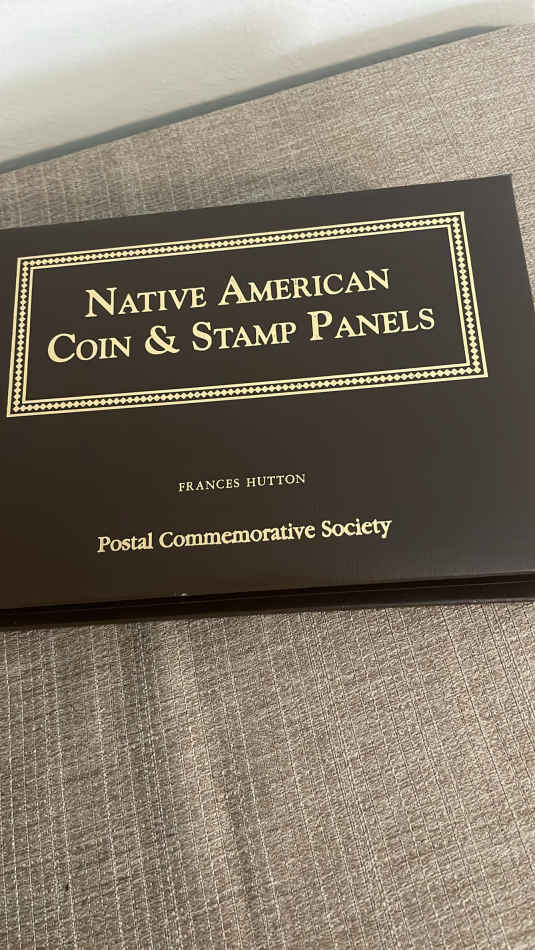 NATIVE AMERICAN
COIN & STAMP PANELS
FRANCES HUTTON
Postal Commemorative Society